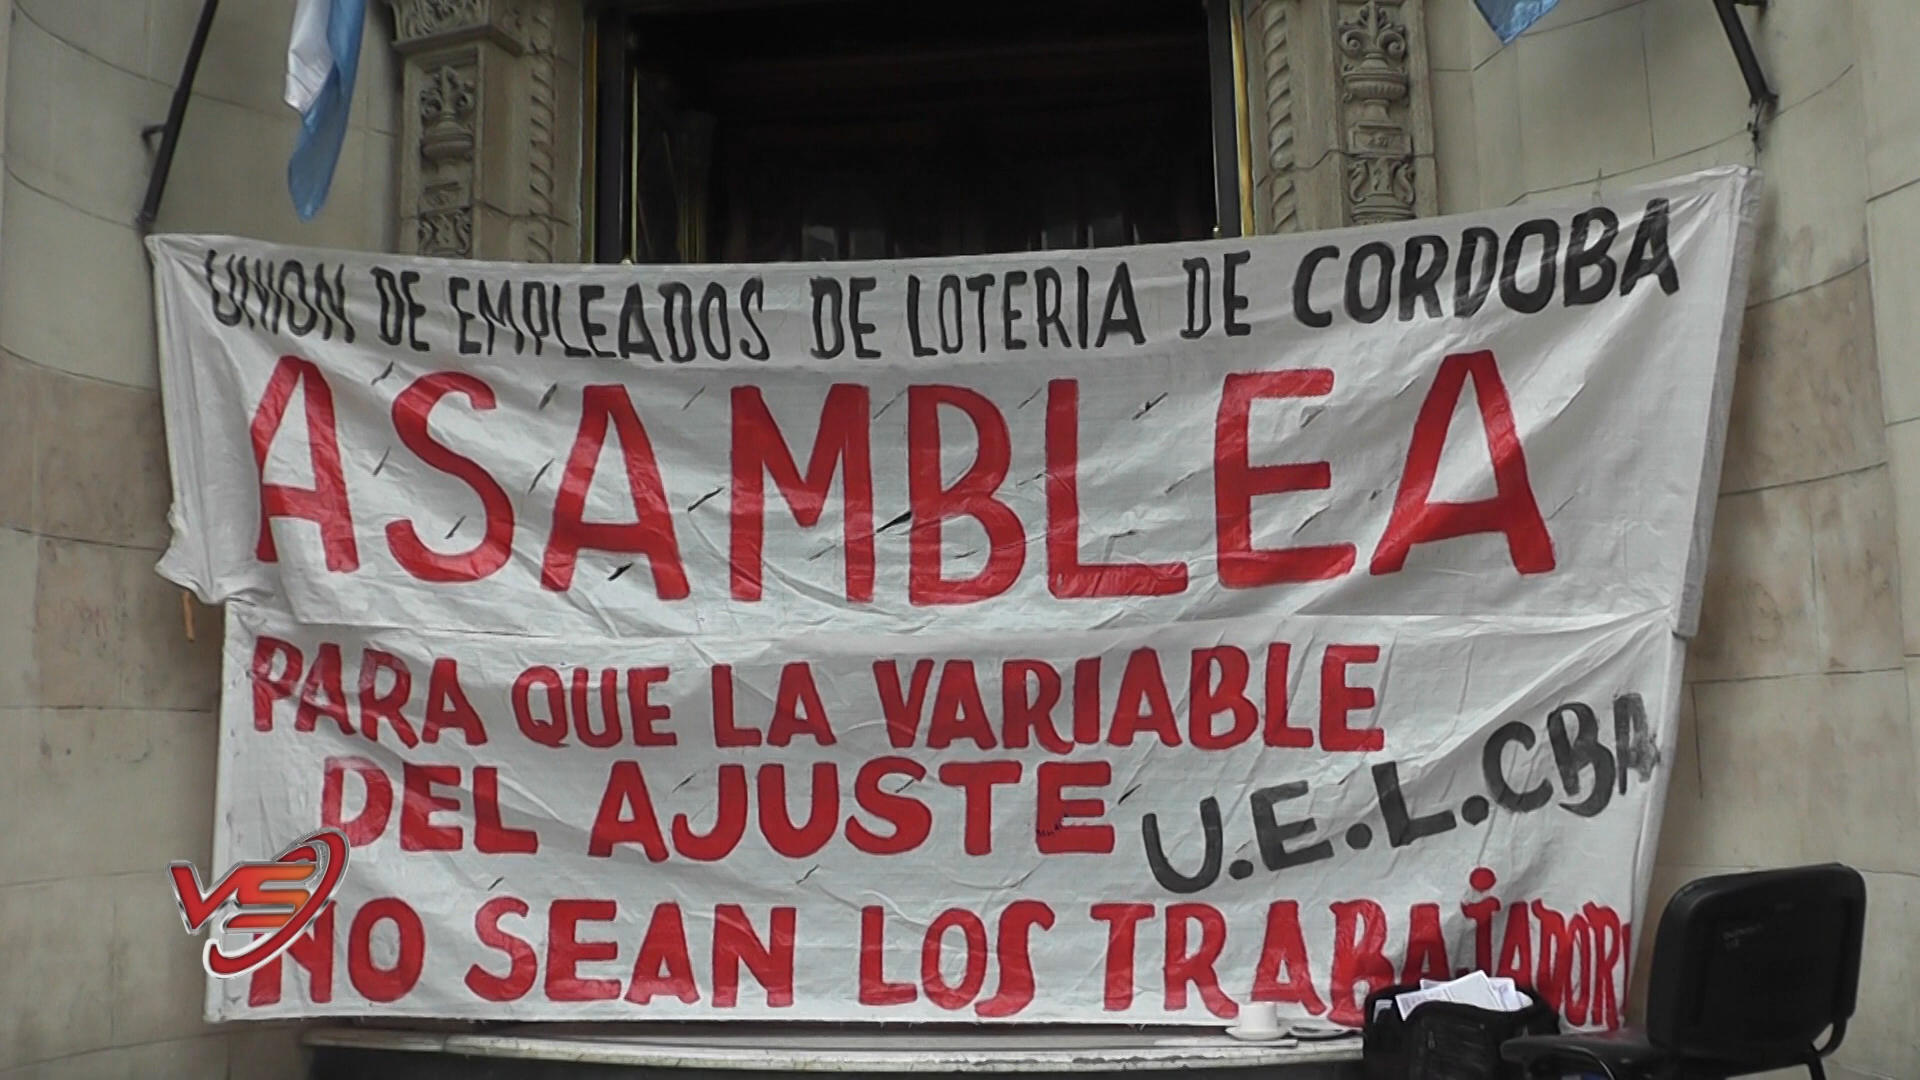 UNION DE EMPLEADOS DE LOTERIA DE CORDOBA
ASAMBLEA
PARA QUE LA VARIABLE
DEL AJUSTE
U.E.L.CBA
NO SEAN LOS TRABAJADOR
VS